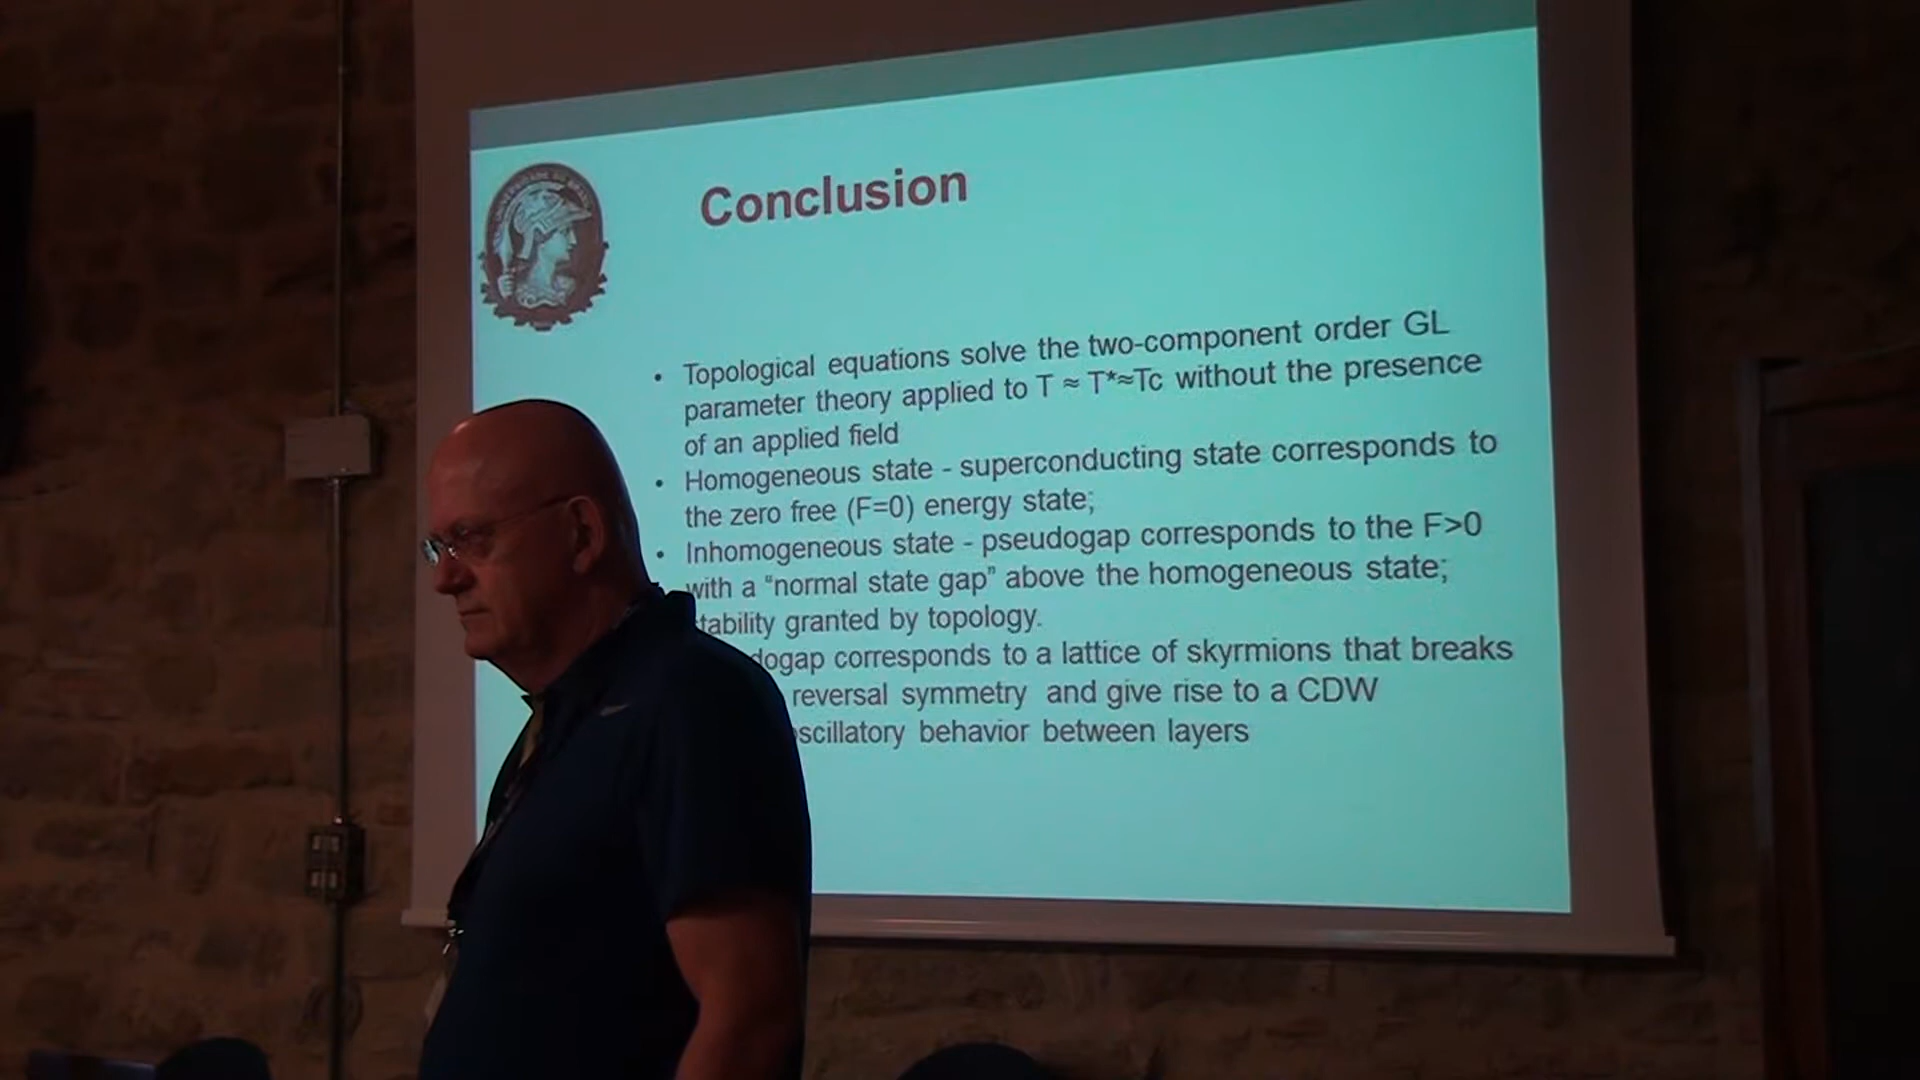 Conclusion
• Topological equations solve the two-component order GL
parameter theory applied to T ≈ T*≈Tc without the presence
of an applied field
• Homogeneous state - superconducting state corresponds to
the zero free (F=0) energy state;
• Inhomogeneous state - pseudogap corresponds to the F>0
with a “normal state gap” above the homogeneous state;
tability granted by topology.
dogap corresponds to a lattice of skyrmions that breaks
reversal symmetry and give rise to a CDW
scillatory behavior between layers